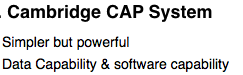 Cambridge CAP System
Simpler but powerful
Data Capability & software capability